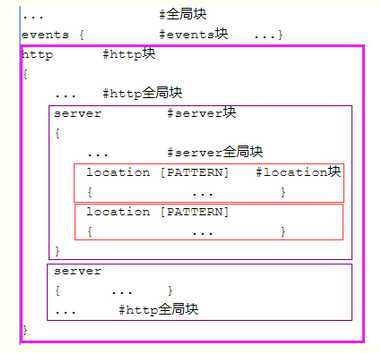 ... #全局块
events { #events块 ...}
http #http块
{
... #http全局块
server #server块
{
... #server全局块
location [PATTERN] #location块
{ ... }
location [PATTERN]
{ ... }
}
server
{ ... }
... #http全局块
}